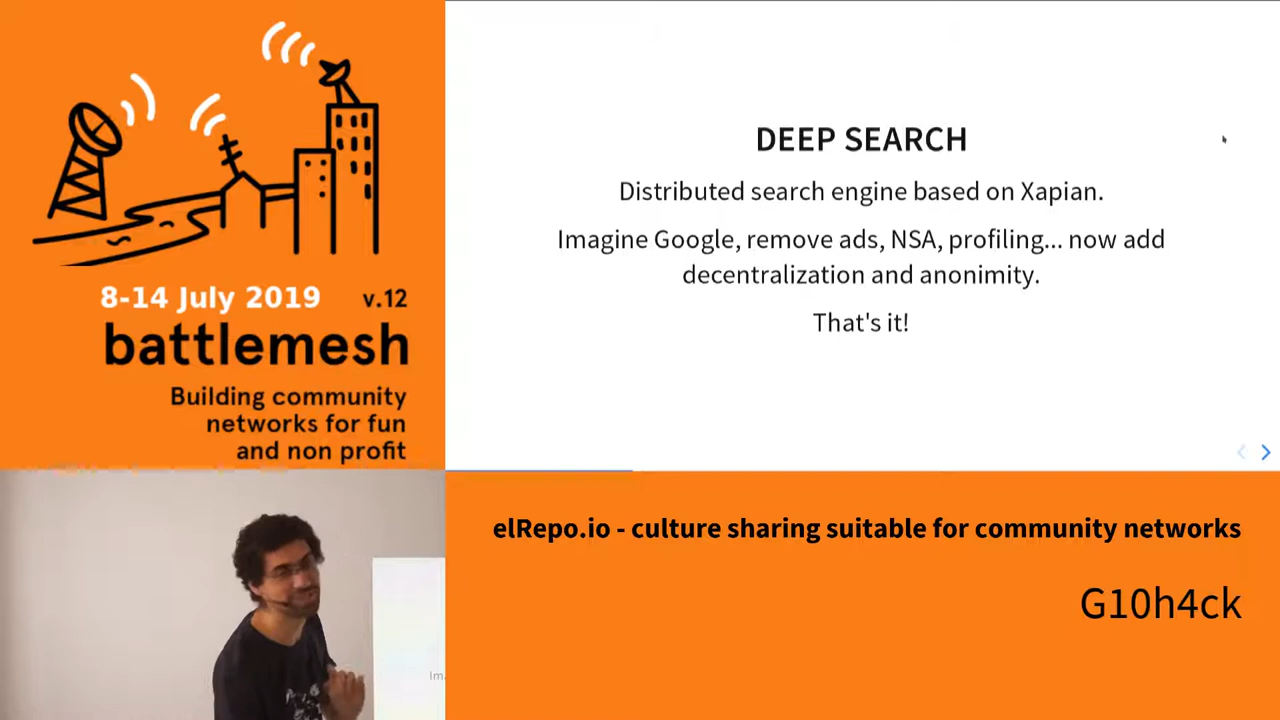 8-14 July 2019 v.12
battlemesh
Building community
networks for fun
and non profit
DEEP SEARCH
Distributed search engine based on Xapian.
Imagine Google, remove ads, NSA, profiling... now add
decentralization and anonimity.
That's it!
elRepo.io - culture sharing suitable for community networks
G10h4ck
Im